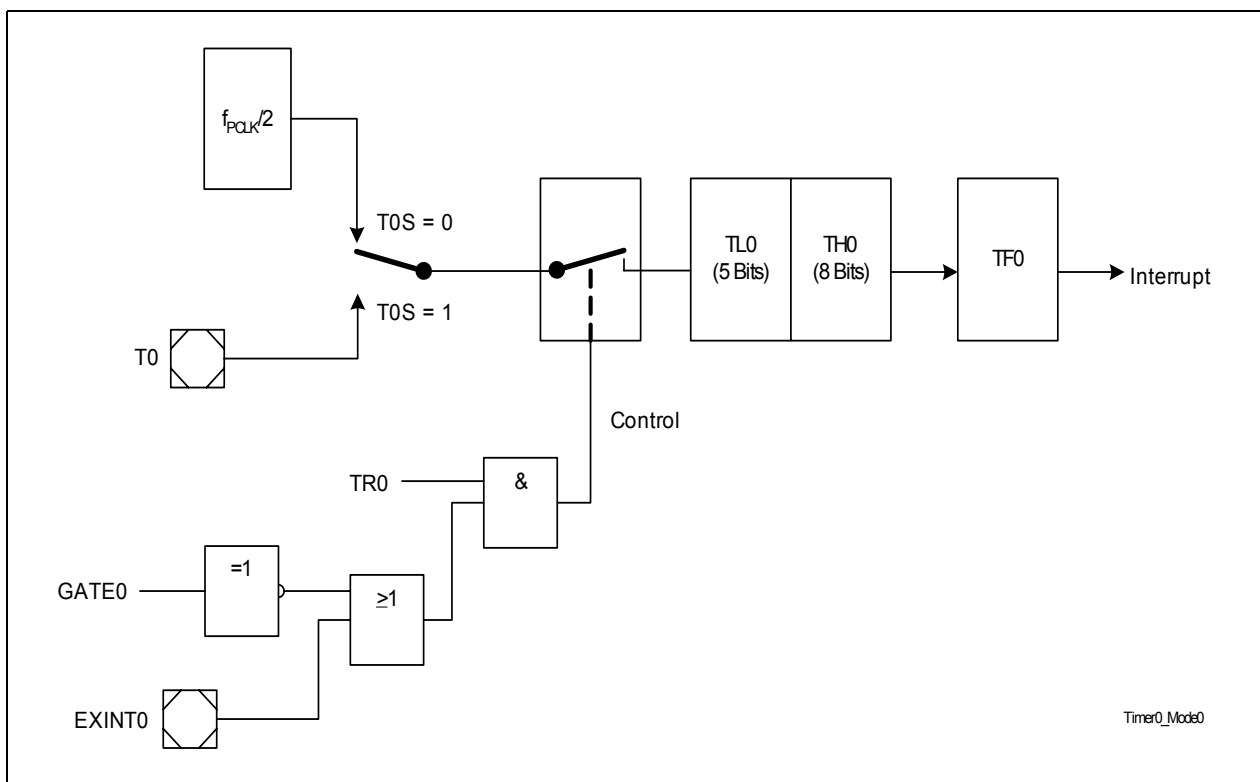 fPCLK/2
T0S = 0
T0S = 1
T0
TL0
(5 Bits)
TH0
(8 Bits)
TF0
Interrupt
Control
TR0
&
=1
GATE0
≥1
EXINT0
Timer0_Mode0